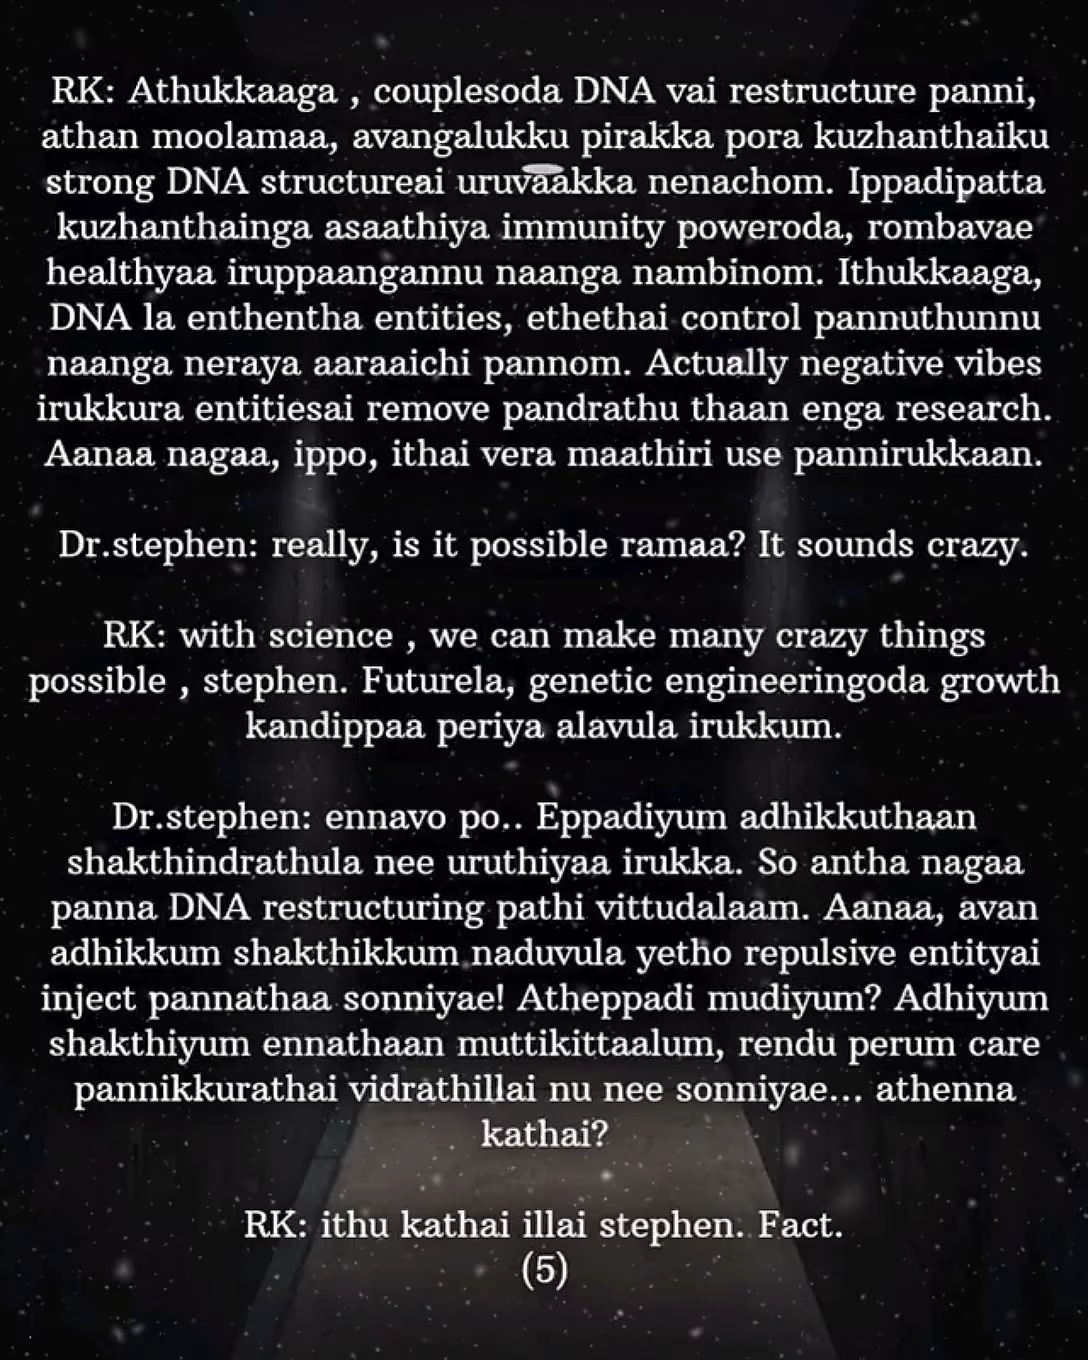 RK: Athukkaaga , couplesoda DNA vai restructure panni,
athan moolamaa, avangalukku pirakka pora kuzhanthaiku
strong DNA structureai uruvaakka nenachom. Ippadipatta
kuzhanthainga asaathiya immunity poweroda, rombavae
healthyaa iruppaangannu naanga nambinom. Ithukkaaga,
DNA la enthentha entities, ethethai control pannuthunnu
naanga neraya aaraaichi pannom. Actually negative vibes
irukkura entitiesai remove pandrathu thaan enga research.
Aanaa nagaa, ippo, ithai vera maathiri use pannirukkaan.
Dr.stephen: really, is it possible ramaa? It sounds crazy.
RK: with science , we can make many crazy things
possible , stephen. Futurela, genetic engineeringoda growth
kandippaa periya alavula irukkum.
Dr.stephen: ennavo po.. Eppadiyum adhikkuthaan
shakthindrathula nee uruthiyaa irukka. So antha nagaa
panna DNA restructuring pathi vittudalaam. Aanaa, avan
adhikkum shakthikkum naduvula yetho repulsive entityai
inject pannathaa sonniyae! Atheppadi mudiyum? Adhiyum
shakthiyum ennathaan muttikittaalum, rendu perum care
pannikkurathai vidrathillai nu nee sonniyae... athenna
kathai?
RK: ithu kathai illai stephen. Fact.
(5)